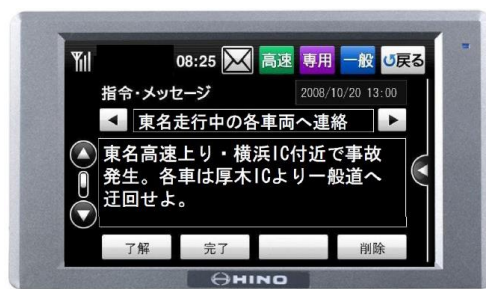 08:25 高速 専用 一般 戻る
指令・メッセージ 2008/10/20 13:00
東名走行中の各車両へ連絡
東名高速上り・横浜IC付近で事故
発生。各車は厚木ICより一般道へ
迂回せよ。
了解 完了 削除
HINO